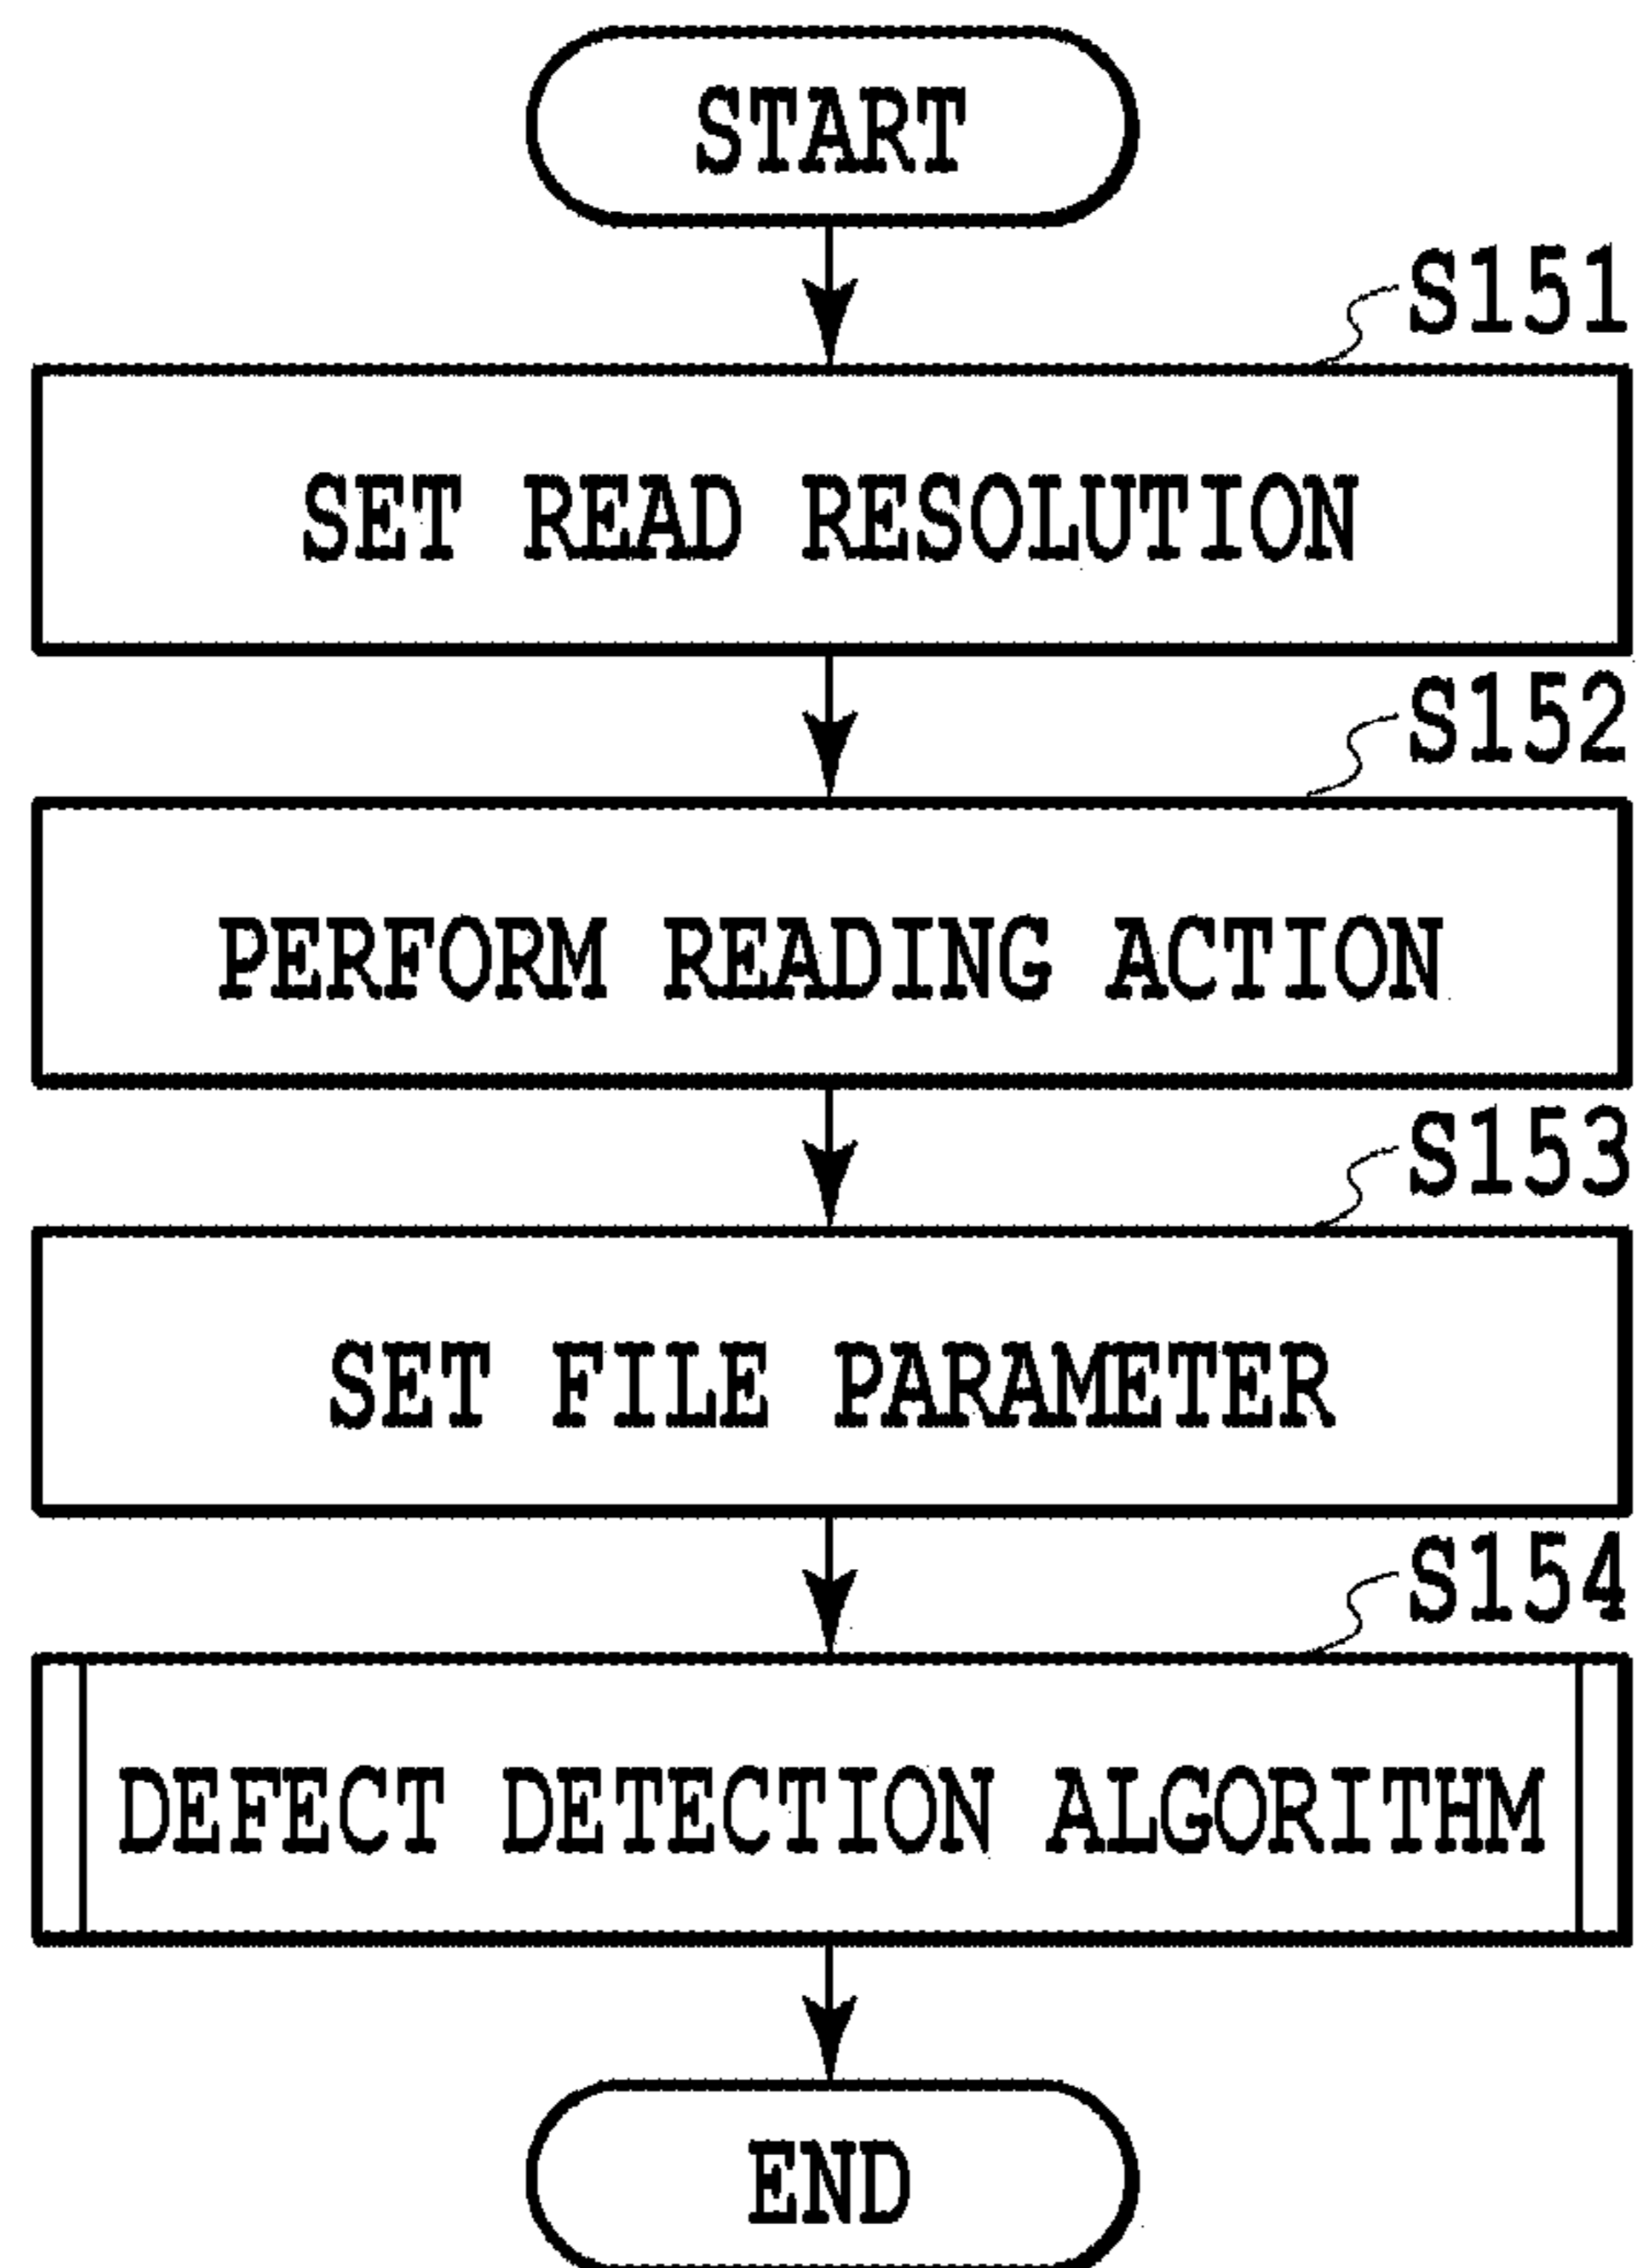 START
S151
SET READ RESOLUTION
S152
PERFORM READING ACTION
S153
SET FILE PARAMETER
S154
DEFECT DETECTION ALGORITHM
END